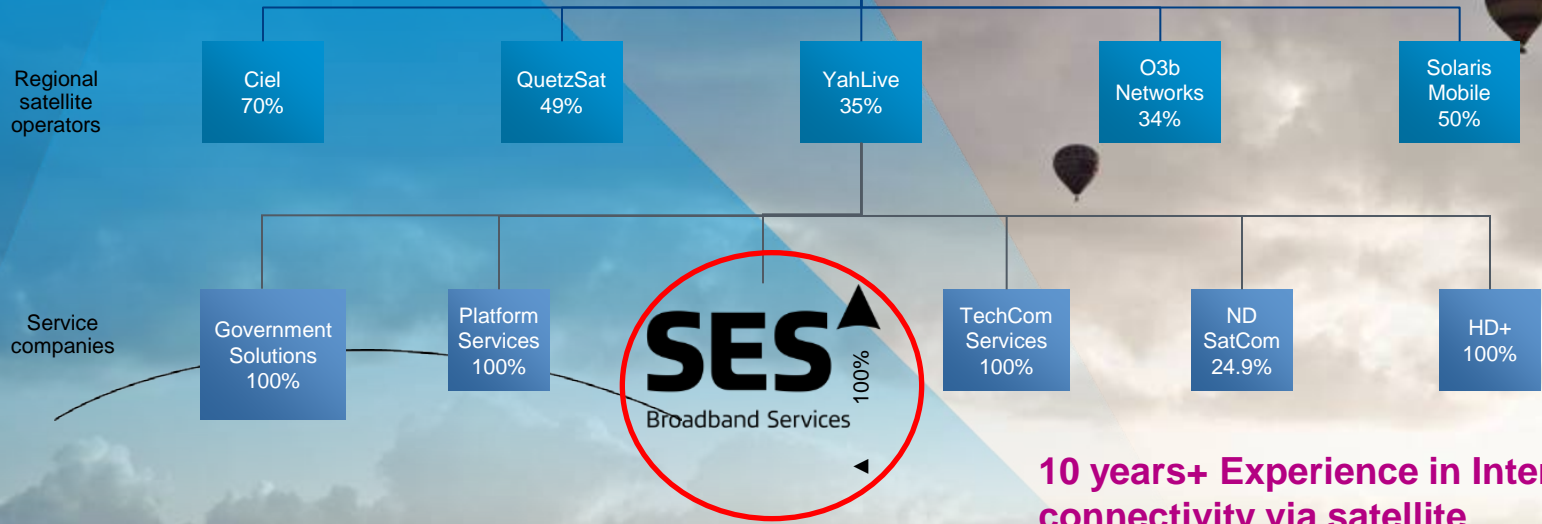 Regional
satellite
operators
Ciel
70%
QuetzSat
49%
YahLive
35%
O3b
Networks
34%
Solaris
Mobile
50%
Service
companies
Government
Solutions
100%
Platform
Services
100%
SES
Broadband Services
100%
TechCom
Services
100%
ND
SatCom
24.9%
HD+
100%
10 years+ Experience in
connectivity via satellite